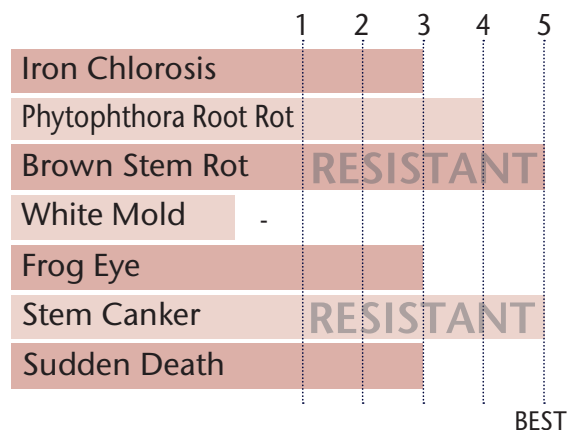 1 2 3 4 5
Iron Chlorosis
Phytophthora Root Rot
Brown Stem Rot RESISTANT
White Mold -
Frog Eye
Stem Canker RESISTANT
Sudden Death
BEST